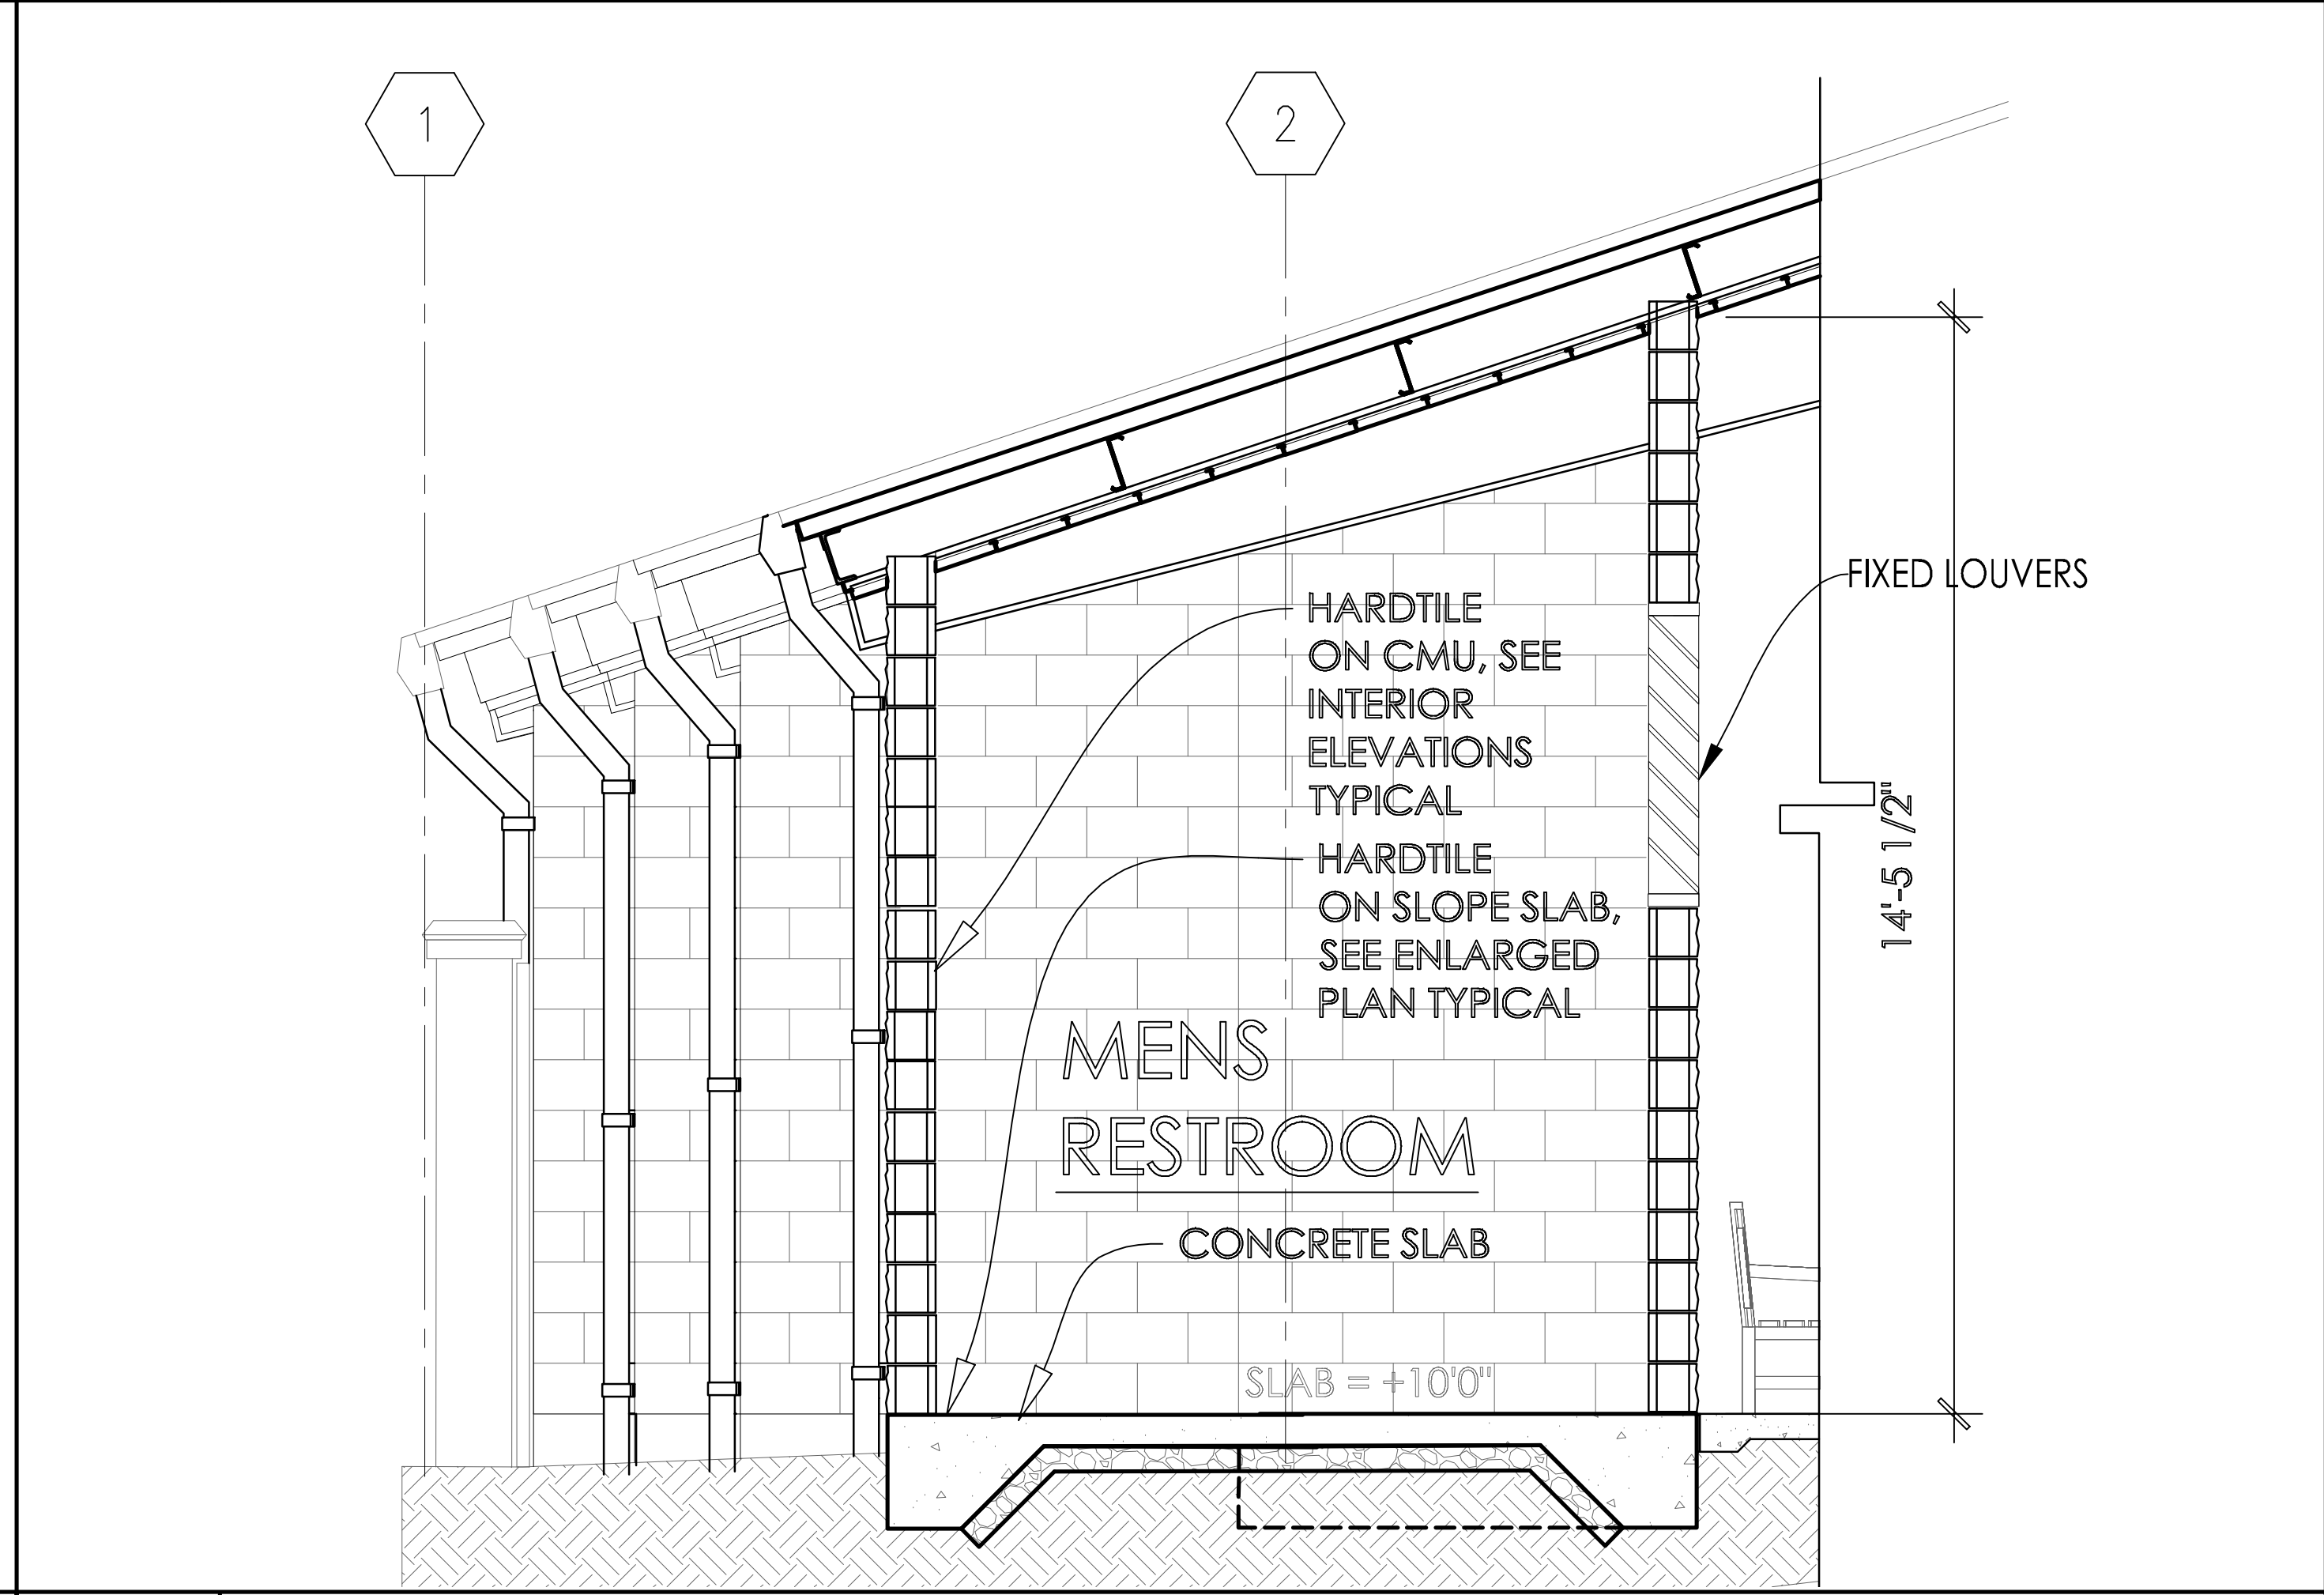 1
2
FIXED LOUVERS
HARDTILE
ON CMU, SEE
INTERIOR
ELEVATIONS
TYPICAL
HARDTILE
ON SLOPE SLAB,
SEE ENLARGED
PLAN TYPICAL
14'-5 1/2"
MENS
RESTROOM
CONCRETE SLAB
SLAB = +10'0"